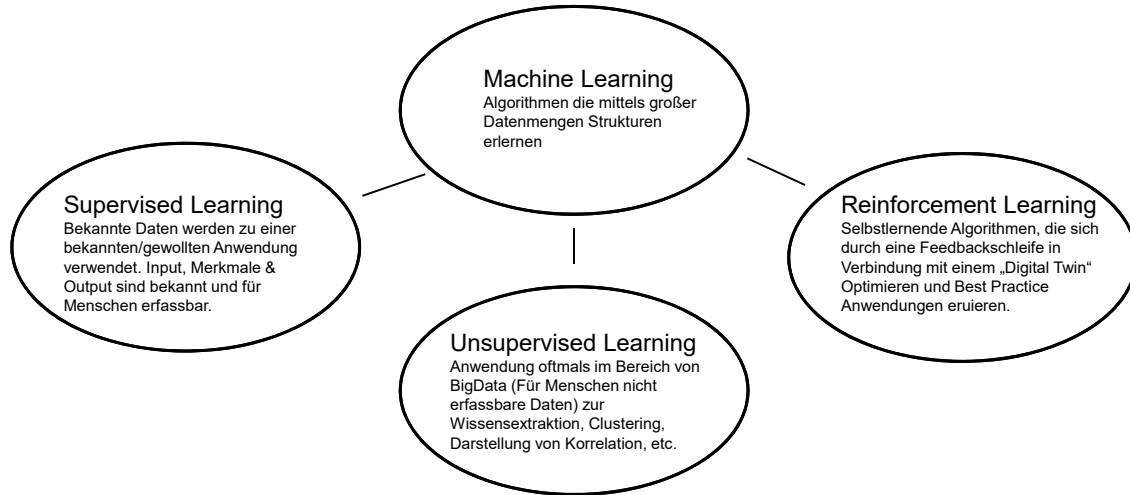 Machine Learning
Algorithmen die mittels großer
Datenmengen Strukturen
erlernen
Supervised Learning
Bekannte Daten werden zu einer
bekannten/gewollten Anwendung
verwendet. Input, Merkmale &
Output sind bekannt und für
Menschen erfassbar.
Unsupervised Learning
Anwendung oftmals im Bereich von
BigData (Für Menschen nicht
erfassbare Daten) zur
Wissensextraktion, Clustering,
Darstellung von Korrelation, etc.
Reinforcement Learning
Selbstlernende Algorithmen, die sich
durch eine Feedbackschleife in
Verbindung mit einem „Digital Twin“
Optimieren und Best Practice
Anwendungen eruieren.